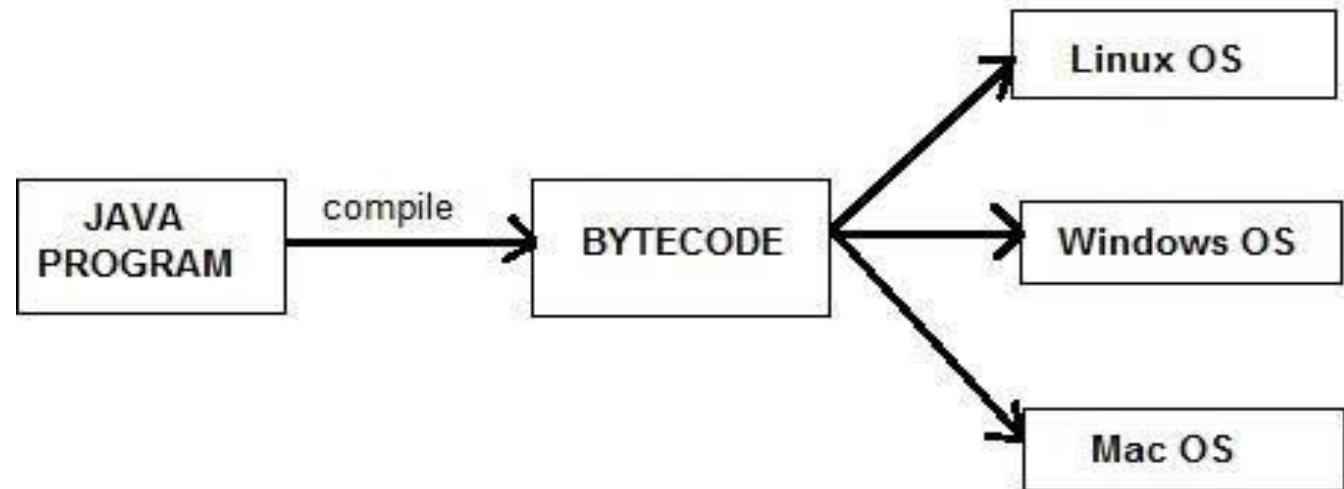 JAVA
PROGRAM
compile
BYTECODE
Linux OS
Windows OS
Mac OS